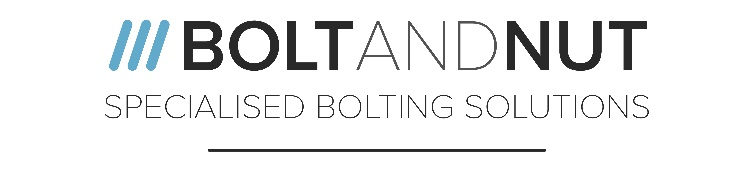 BOLTANDNUT
SPECIALISED BOLTING SOLUTIONS